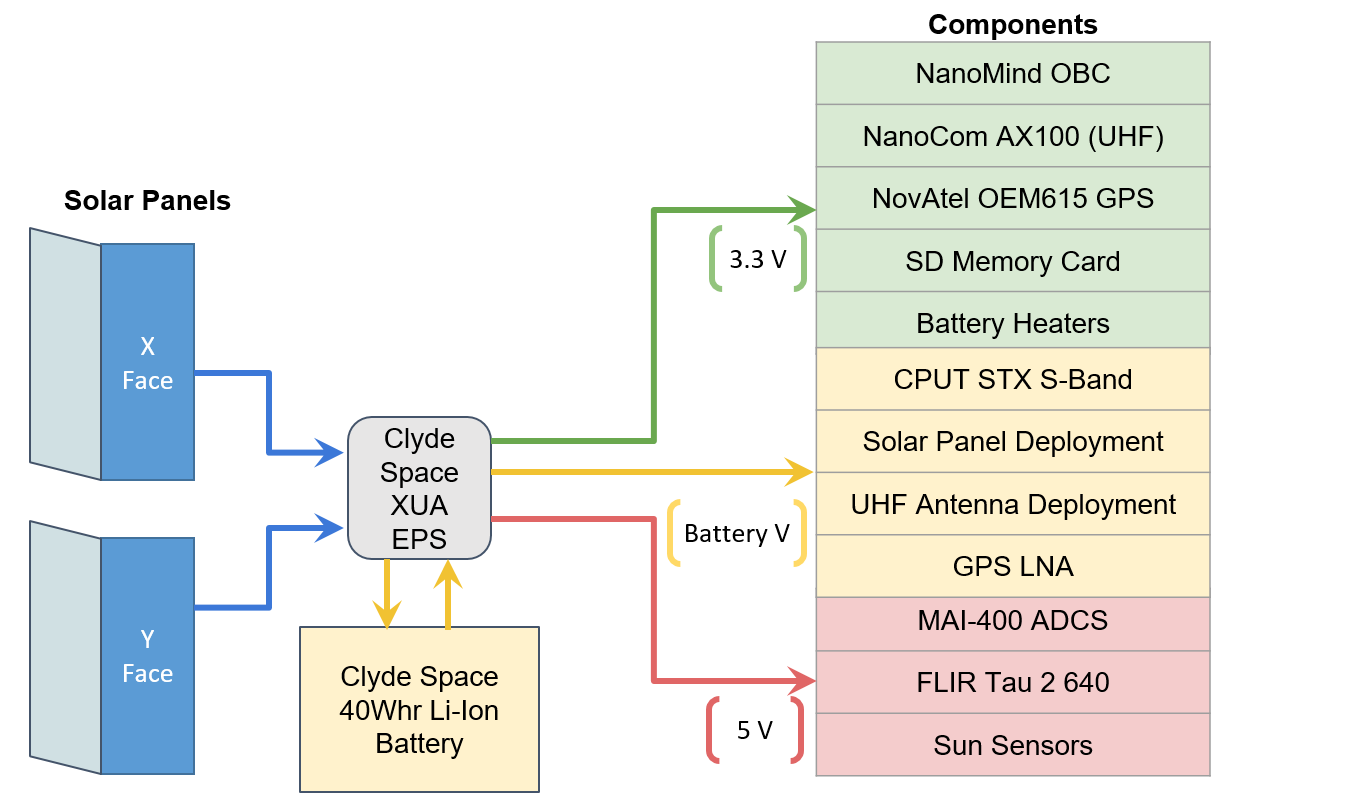 Components
NanoMind OBC
NanoCom AX100 (UHF)
NovAtel OEM615 GPS
SD Memory Card
Battery Heaters
CPUT STX S-Band
Solar Panel Deployment
UHF Antenna Deployment
GPS LNA
MAI-400 ADCS
FLIR Tau 2 640
Sun Sensors
Solar Panels
X
Face
Y
Face
Clyde
Space
XUA
EPS
Clyde Space
40Whr Li-Ion
Battery
3.3 V
Battery V
5 V